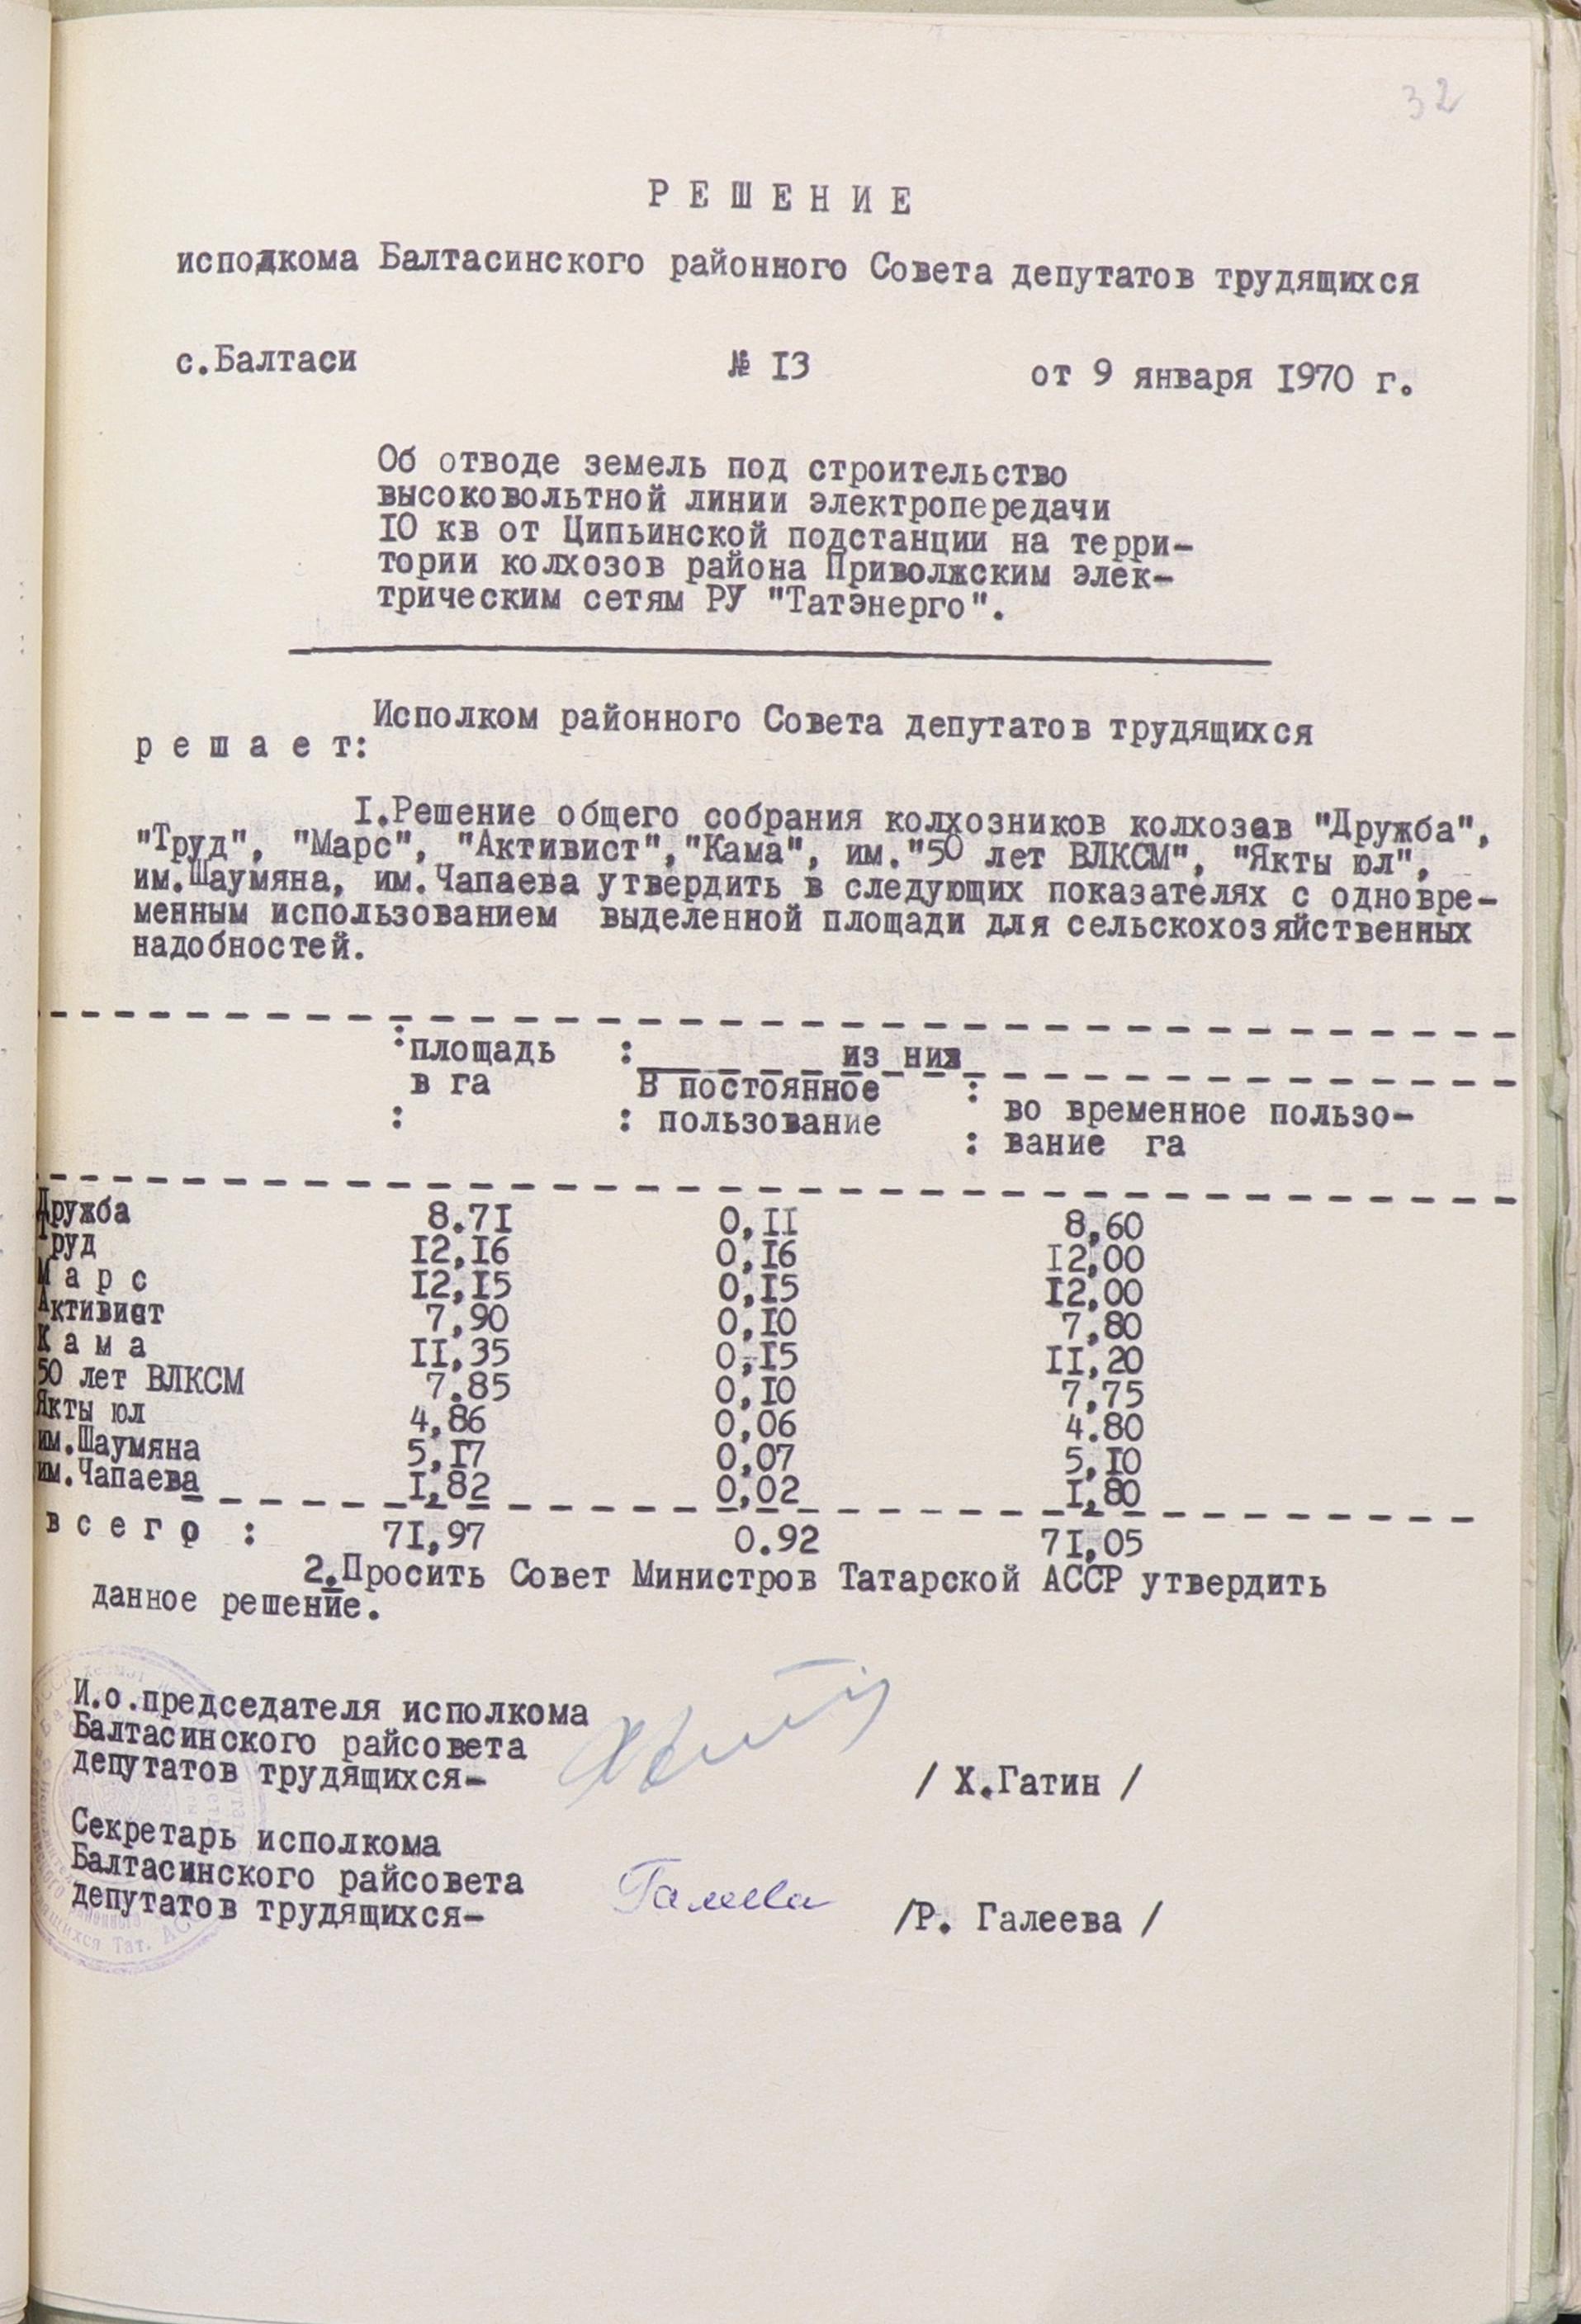 32
Р Е Ш Е Н И Е
исполкома Балтасинского районного Совета депутатов трудящихся
с.Балтаси № I3 от 9 января I970 г.
Об отводе земель под строительство
высоковольтной линии электропередачи
I0 кв от Ципьинской подстанции на терри-
тории колхозов района Приволжским элек-
трическим сетям РУ "Татэнерго".
Исполком районного Совета депутатов трудящихся
р е ш а е т:
I.Решение общего собрания колхозников колхозов "Дружба",
"Труд", "Марс", "Активист","Кама", им."50 лет ВЛКСМ", "Якты юл",
им.Шаумяна, им.Чапаева утвердить в следующих показателях с одновре-
менным использованием выделенной площади для сельскохозяйственных
надобностей.
:площадь : из них
в га В постоянное :
: : пользование во временное пользо-
: вание га
Дружба 8.7I 0,II 8,60
Труд I2,I6 0,I6 I2,00
М а р с I2,I5 0,I5 I2,00
Активист 7,90 0,I0 7,80
К а м а II,35 0,I5 II,20
50 лет ВЛКСМ 7.85 0,I0 7,75
Якты юл 4,86 0,06 4.80
им.Шаумяна 5,I7 0,07 5,I0
им.Чапаева I,82 0,02 I,80
в с е г о : 7I,97 0.92 7I,05
2.Просить Совет Министров Татарской АССР утвердить
данное решение.
И.о.председателя исполкома
Балтасинского райсовета
депутатов трудящихся- / Х.Гатин /
Секретарь исполкома
Балтасинского райсовета
депутатов трудящихся- Галеева /Р. Галеева /